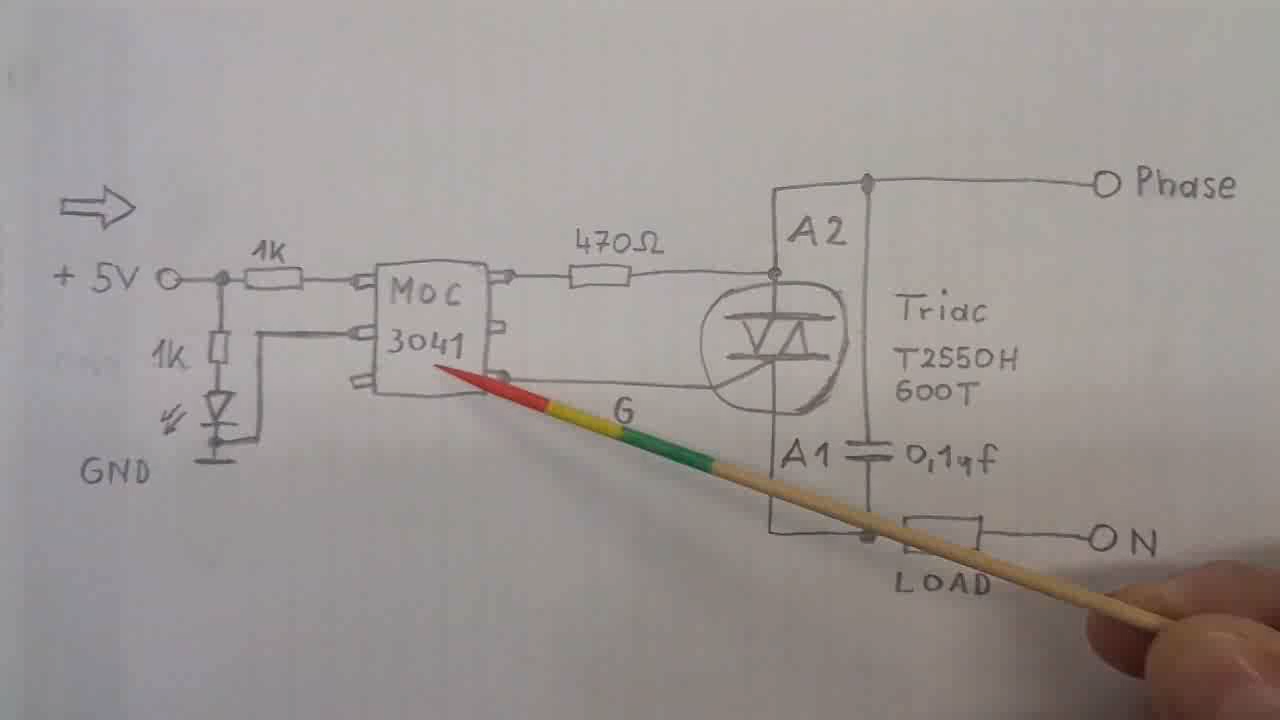 Phase
A2
470Ω
1K
+ 5V
MOC
3041
1K
Triac
T2550H
600T
G
A1
0,1μf
GND
N
LOAD